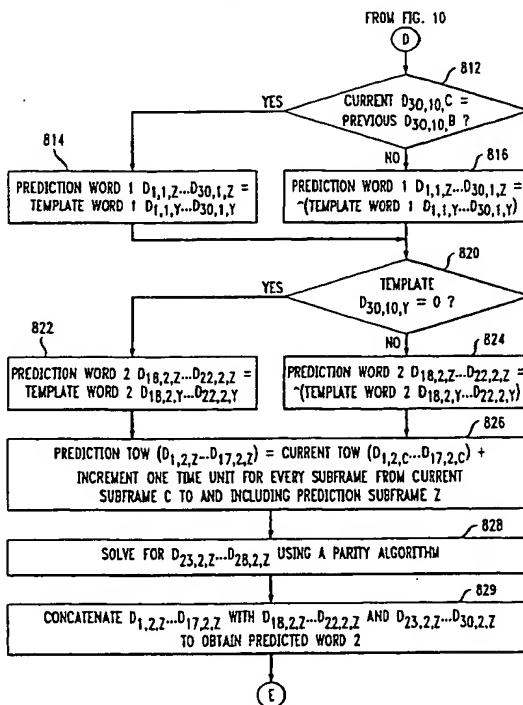 FROM FIG. 10
D
812
CURRENT D30,10,C =
PREVIOUS D30,10,B ?
YES
NO
814
PREDICTION WORD 1 D1,1,Z...D30,1,Z =
TEMPLATE WORD 1 D1,1,Y...D30,1,Y
816
PREDICTION WORD 1 D1,1,Z...D30,1,Z =
~(TEMPLATE WORD 1 D1,1,Y...D30,1,Y)
820
TEMPLATE
D30,10,Y = 0 ?
YES
NO
822
PREDICTION WORD 2 D18,2,Z...D22,2,Z =
TEMPLATE WORD 2 D18,2,Y...D22,2,Y
824
PREDICTION WORD 2 D18,2,Z...D22,2,Z =
~(TEMPLATE WORD 2 D18,2,Y...D22,2,Y)
826
PREDICTION TOW (D1,2,Z...D17,2,Z) = CURRENT TOW (D1,2,C...D17,2,C) +
INCREMENT ONE TIME UNIT FOR EVERY SUBFRAME FROM CURRENT
SUBFRAME C TO AND INCLUDING PREDICTION SUBFRAME Z
828
SOLVE FOR D23,2,Z...D28,2,Z USING A PARITY ALGORITHM
829
CONCATENATE D1,2,Z...D17,2,Z WITH D18,2,Z...D22,2,Z AND D23,2,Z...D30,2,Z
TO OBTAIN PREDICTED WORD 2
E